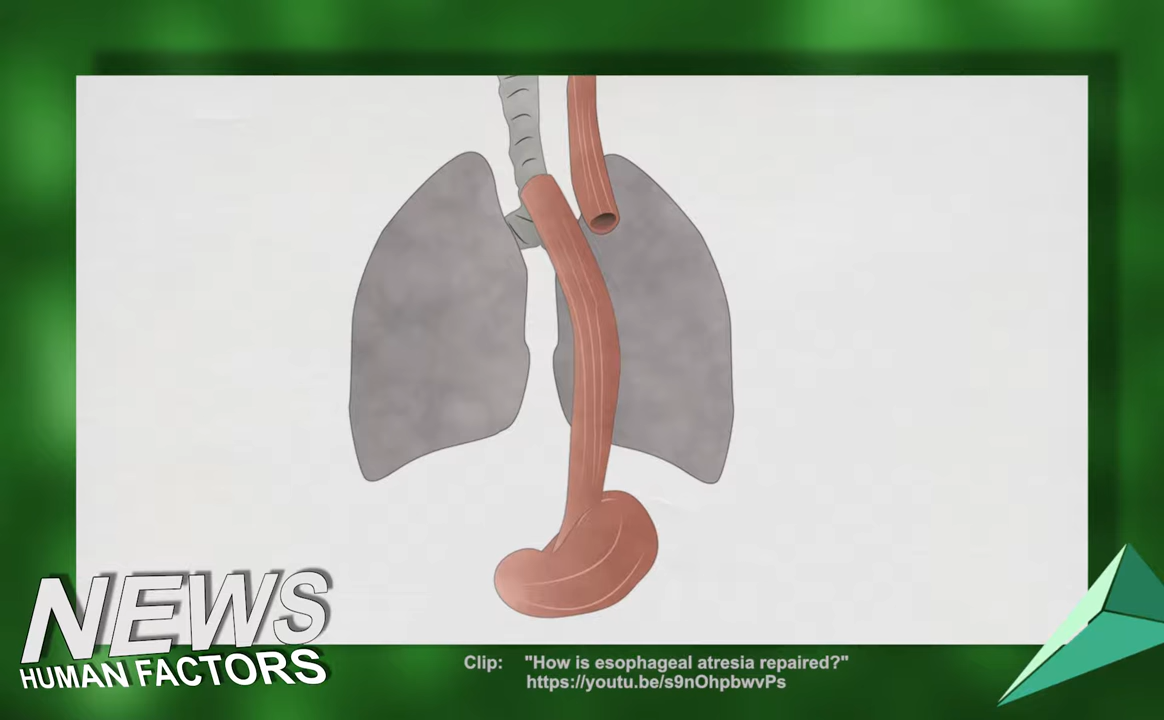 NEWS
HUMAN FACTORS
Clip: "How is esophageal atresia repaired?"
https://youtu.be/s9nOhpbwvPs